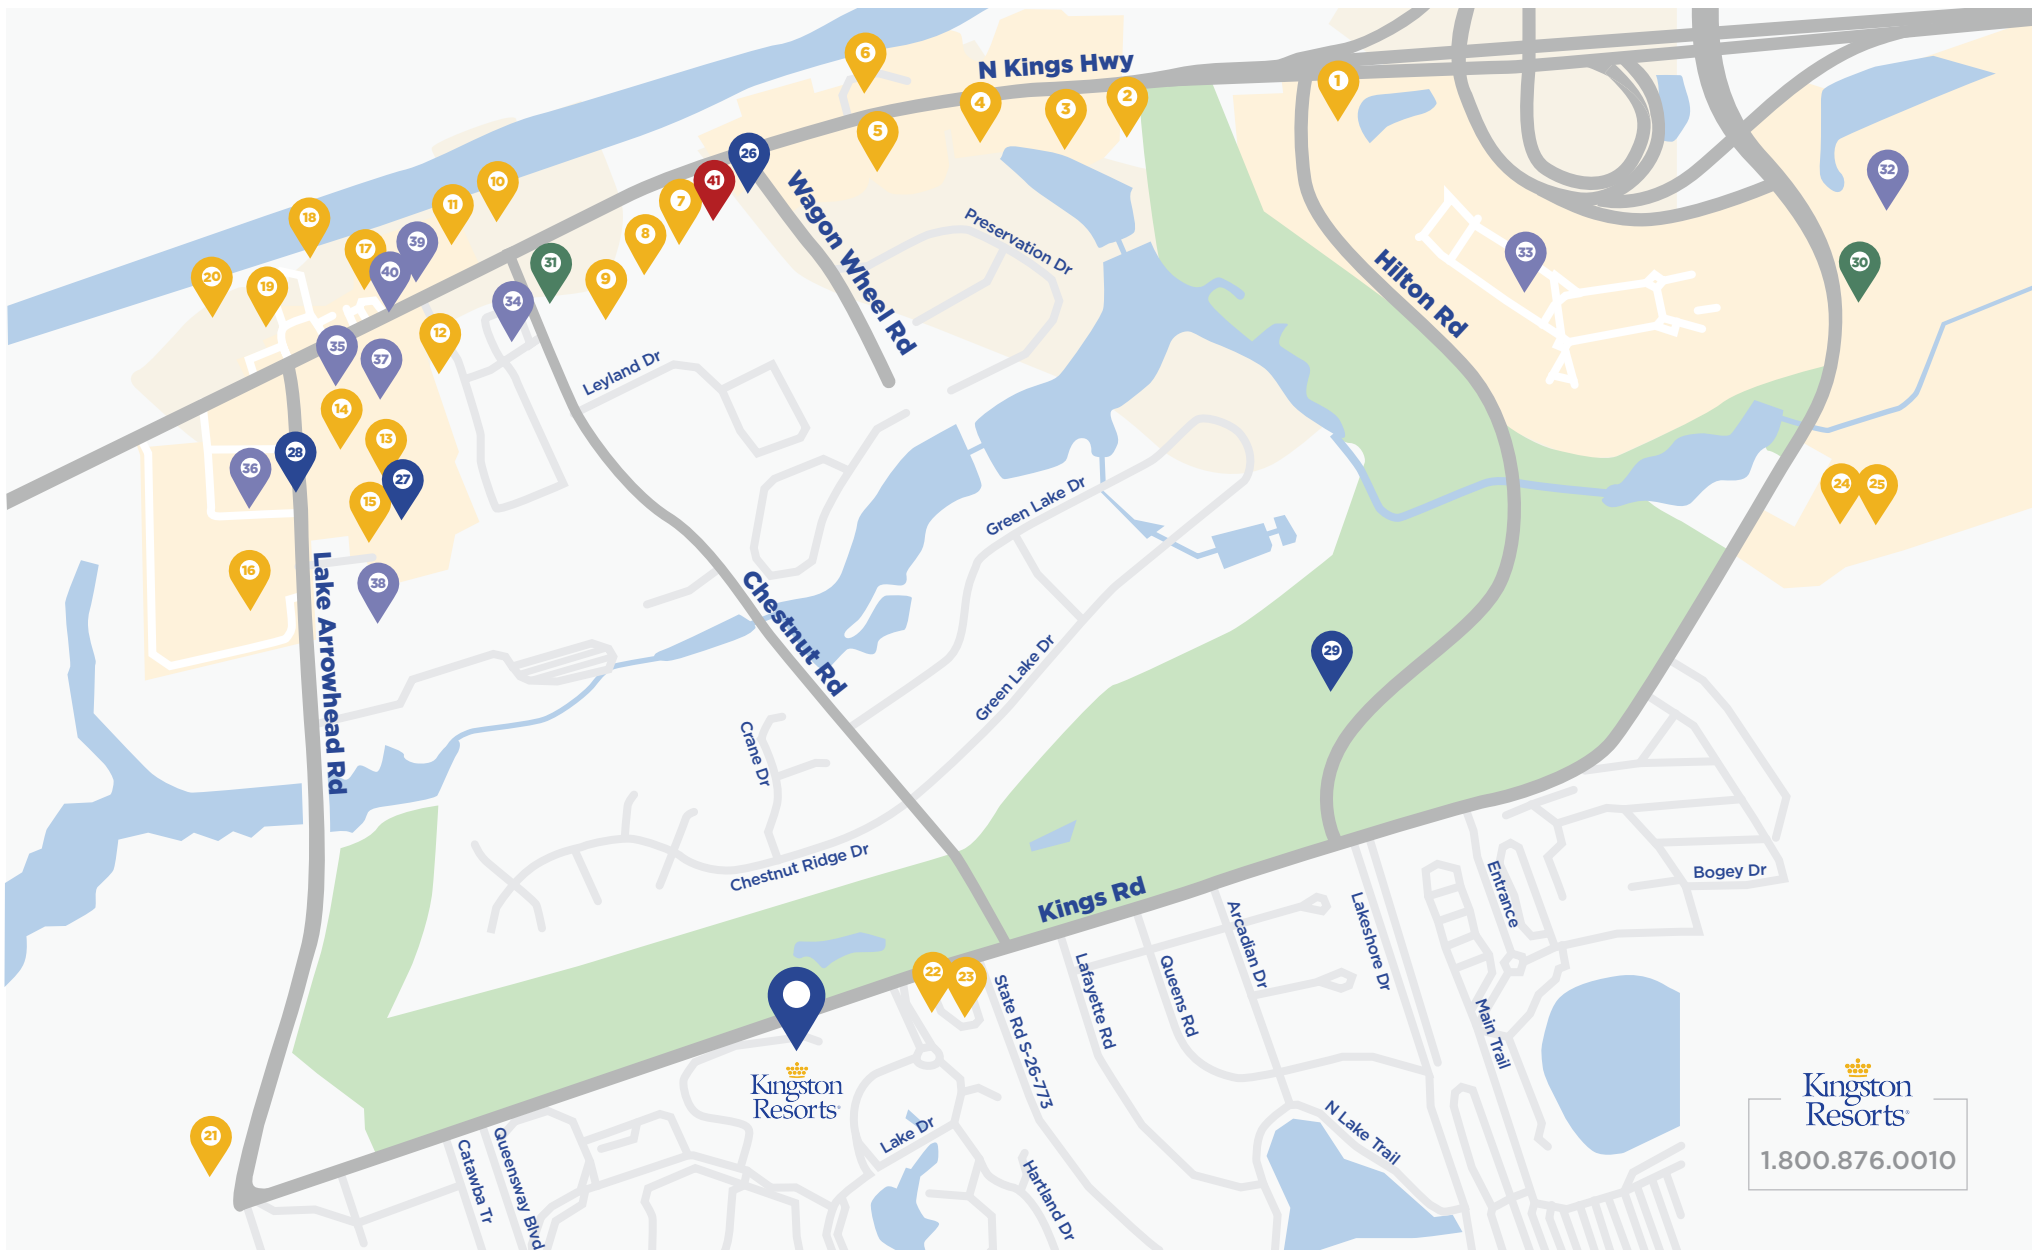 6
N Kings Hwy
1
4
3
2
5
26
41
7
8
9
10
11
18
17
39
40
20
19
31
34
12
35
37
14
13
36
28
27
15
16
38
32
33
30
24
25
29
Wagon Wheel Rd
Preservation Dr
Hilton Rd
Leyland Dr
Green Lake Dr
Chestnut Rd
Green Lake Dr
Lake Arrowhead Rd
Crane Dr
Chestnut Ridge Dr
Kings Rd
Bogey Dr
Entrance
Lakeshore Dr
Arcadian Dr
Queens Rd
Lafayette Rd
State Rd S-26-773
22
23
Main Trail
N Lake Trail
Kingston
Resorts
Lake Dr
Hartland Dr
21
Catawba Tr
Queensway Blvd
Kingston
Resorts
1.800.876.0010